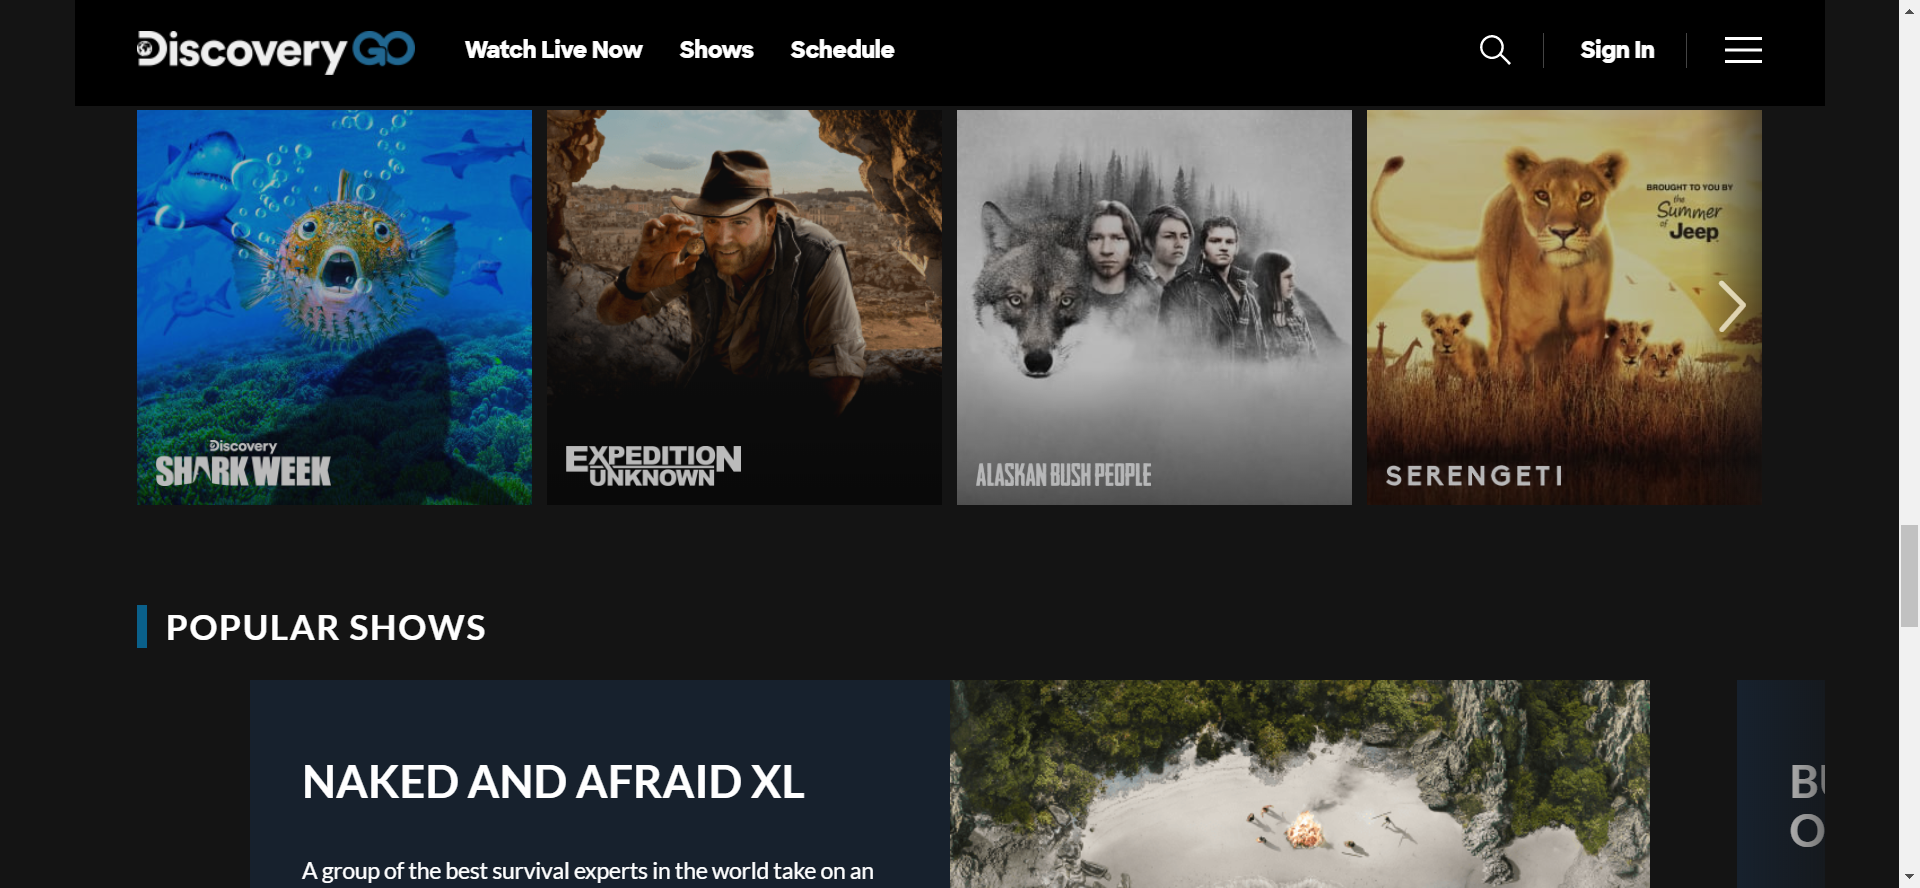 Discovery GO
Watch Live Now
Shows
Schedule
Sign In
Discovery
SHARK WEEK
EXPEDITION
UNKNOWN
ALASKAN BUSH PEOPLE
BROUGHT TO YOU BY
the
Summer
of Jeep
SERENGETI
POPULAR SHOWS
NAKED AND AFRAID XL
A group of the best survival experts in the world take on an
O